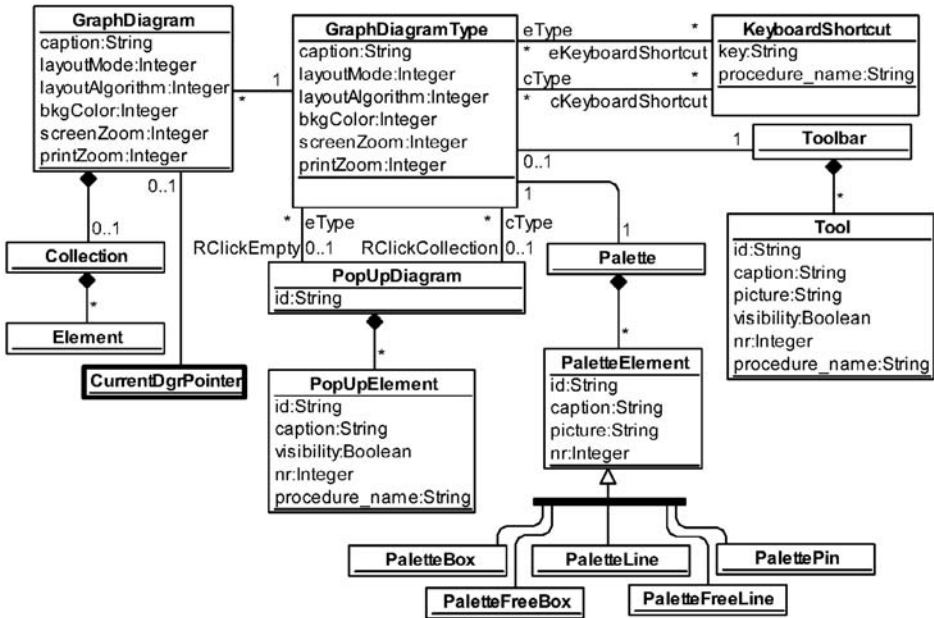 GraphDiagram
caption:String
layoutMode:Integer
layoutAlgorithm:Integer
bkgColor:Integer
screenZoom:Integer
printZoom:Integer
*
1
GraphDiagramType
caption:String
layoutMode:Integer
layoutAlgorithm:Integer
bkgColor:Integer
screenZoom:Integer
printZoom:Integer
eType
*
*
eKeyboardShortcut
cType
*
*
cKeyboardShortcut
KeyboardShortcut
key:String
procedure_name:String
0..1
1
Toolbar
*
Tool
id:String
caption:String
picture:String
visibility:Boolean
nr:Integer
procedure_name:String
0..1
0..1
Collection
*
Element
CurrentDgrPointer
*
eType
RClickEmpty
0..1
*
cType
RClickCollection
0..1
PopUpDiagram
id:String
*
PopUpElement
id:String
caption:String
visibility:Boolean
nr:Integer
procedure_name:String
1
1
Palette
*
PaletteElement
id:String
caption:String
picture:String
nr:Integer
PaletteBox
PaletteLine
PalettePin
PaletteFreeBox
PaletteFreeLine